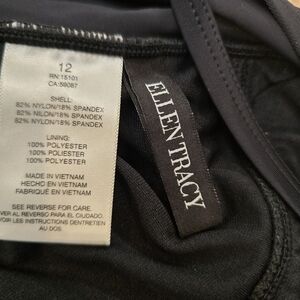 12
RN:15101
CA:59087
SHELL:
82% NYLON/18% SPANDEX
82% NILON/18% SPANDEX
82% NYLON/18% SPANDEX
LINING:
100% POLYESTER
100% POLIESTER
100% POLYESTER
MADE IN VIETNAM
HECHO EN VIETNAM
FABRIQUÉ EN VIETNAM
SEE REVERSE FOR CARE.
VER AL REVERSO PARA EL CUIDADO.
VOIR LES INSTRUCTIONS D'ENTRETIEN
AU DOS
ELLEN TRACY